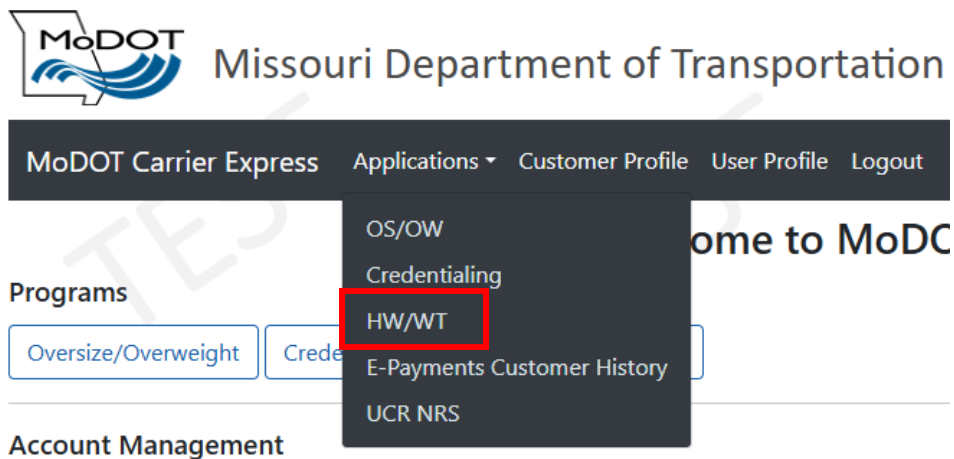 MoDOT
Missouri Department of Transportation
MoDOT Carrier Express Applications Customer Profile User Profile Logout
OS/OW
Credentialing
HW/WT
E-Payments Customer History
UCR NRS
ome to MoDC
Programs
Oversize/Overweight Crede
Account Management
TEST